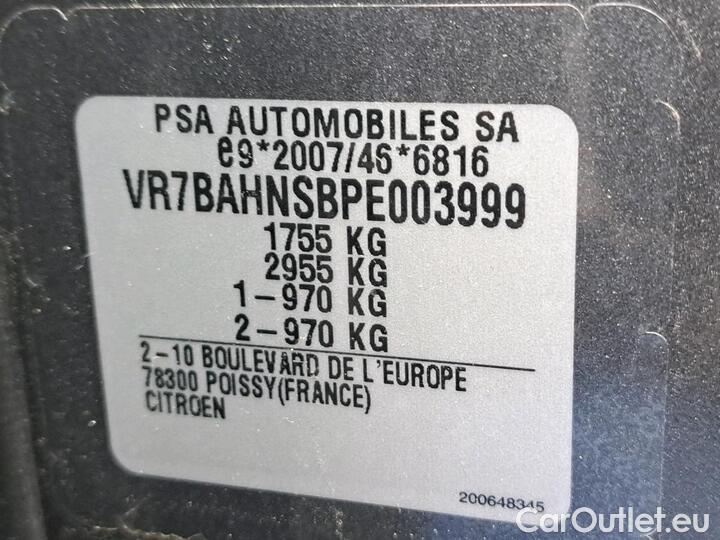 PSA AUTOMOBILES SA
e9*2007/46*6816
VR7BAHNSBPE003999
1755 KG
2955 KG
1-970 KG
2-970 KG
2-10 BOULEVARD DE L'EUROPE
78300 POISSY(FRANCE)
CITROEN
200648345
CarOutlet.eu